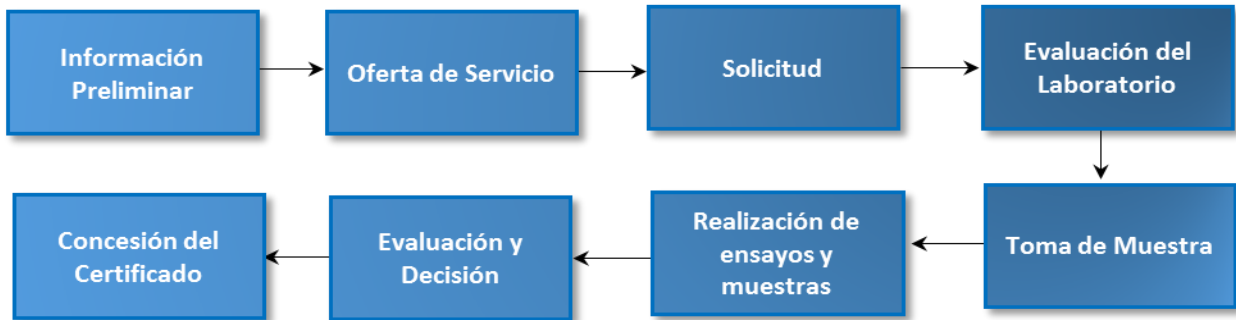 Información
Preliminar
Oferta de Servicio
Solicitud
Evaluación del
Laboratorio
Toma de Muestra
Realización de
ensayos y
muestras
Evaluación y
Decisión
Concesión del
Certificado